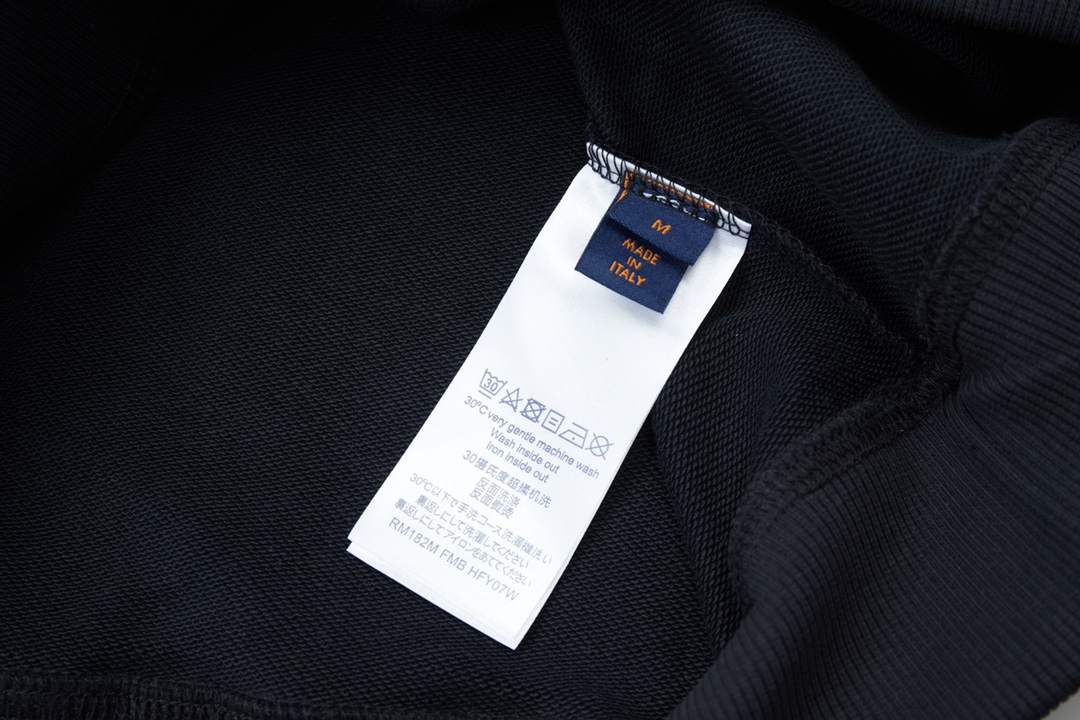 M
MADE
IN
ITALY
30
30°C very gentle machine wash
Wash inside out
Iron inside out
30攝氏度超揉机洗
反面洗涤
反面熨烫
30℃以下で手洗コース洗濯機洗い
裏返しにして洗濯してください
裏返しにしてアイロンをあててください
RM182M FMB HFY07W